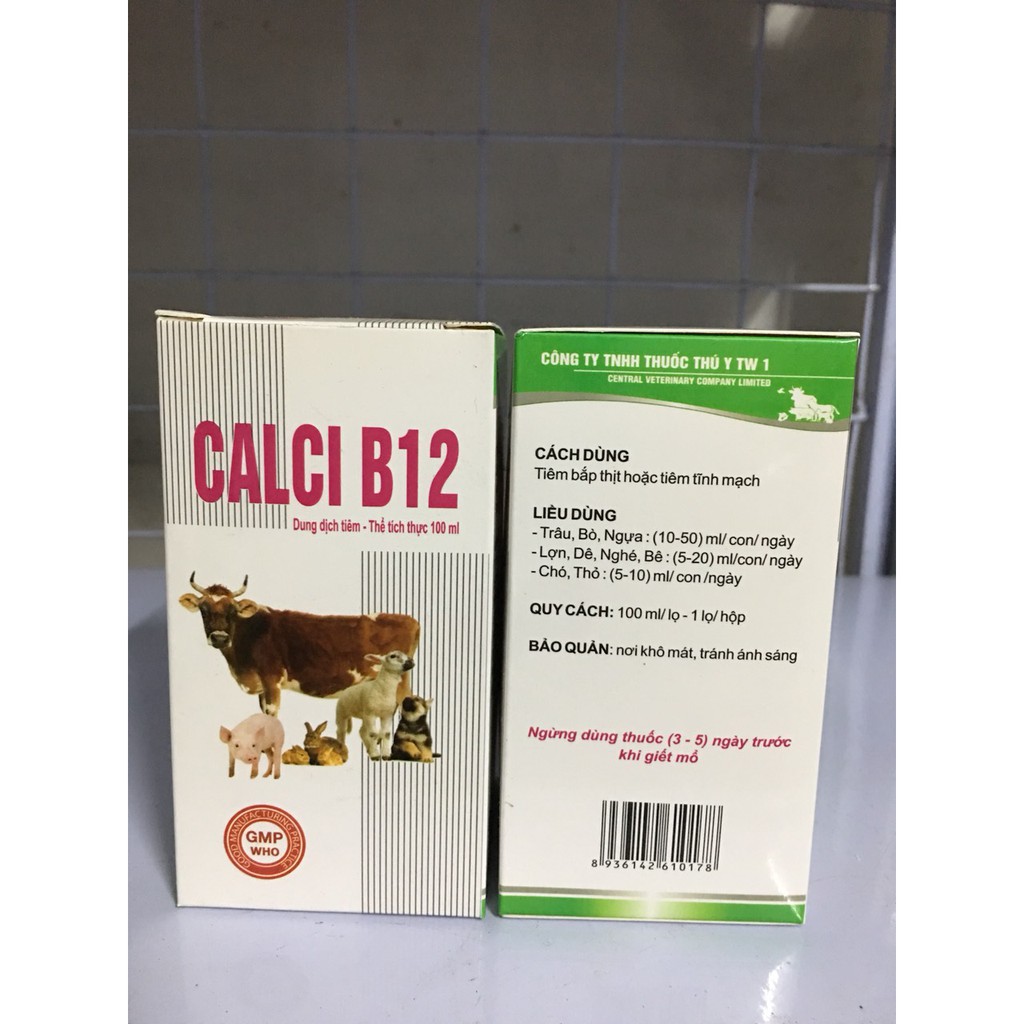 CALCI B12
Dung dịch tiêm - Thể tích thực 100 ml
GOOD MANUFACTURING PRACTICE
GMP
WHO
CÔNG TY TNHH THUỐC THÚ Y TW 1
CENTRAL VETERINARY COMPANY LIMITED
CÁCH DÙNG
Tiêm bắp thịt hoặc tiêm tĩnh mạch
LIỀU DÙNG
- Trâu, Bò, Ngựa : (10-50) ml/ con/ ngày
- Lợn, Dê, Nghé, Bê : (5-20) ml/con/ ngày
- Chó, Thỏ : (5-10) ml/ con /ngày
QUY CÁCH: 100 ml/ lọ - 1 lọ/ hộp
BẢO QUẢN: nơi khô mát, tránh ánh sáng
Ngừng dùng thuốc (3 - 5) ngày trước
khi giết mổ
8 936142 610178